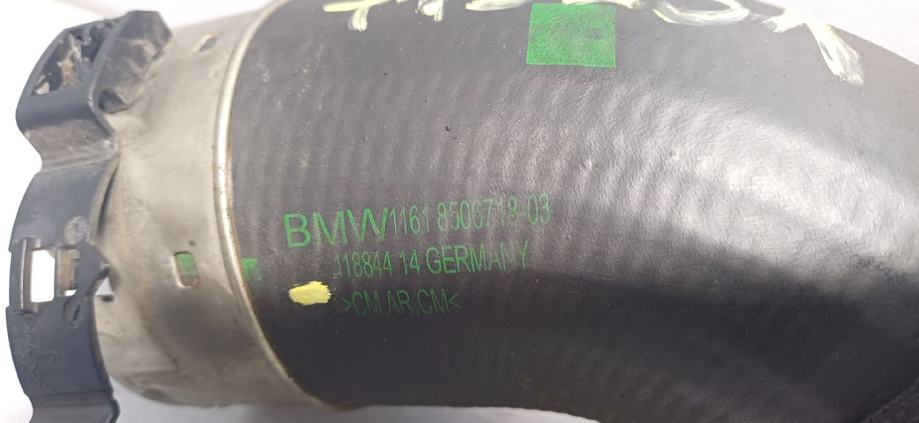 BMW 1161 8506718-03
118844 14 GERMANY
>CM,AR,CM<